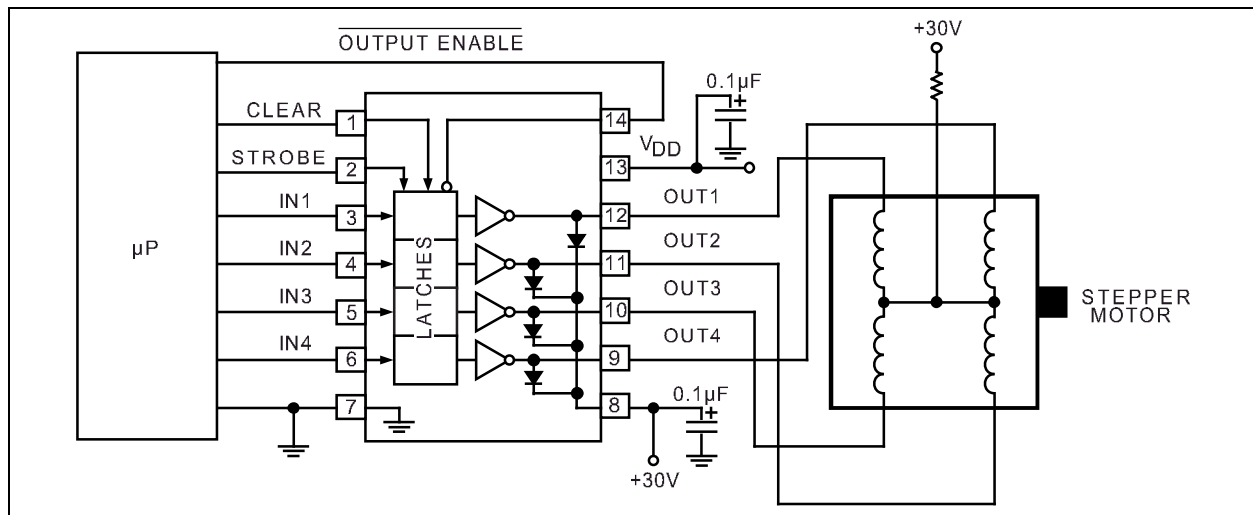 OUTPUT ENABLE
+30V
0.1µF
+
CLEAR
1
14
VDD
STROBE
2
13
IN1
3
12
OUT1
µP
IN2
4
LATCHES
11
OUT2
IN3
5
10
OUT3
STEPPER
MOTOR
IN4
6
9
OUT4
7
8
0.1µF
+
+30V